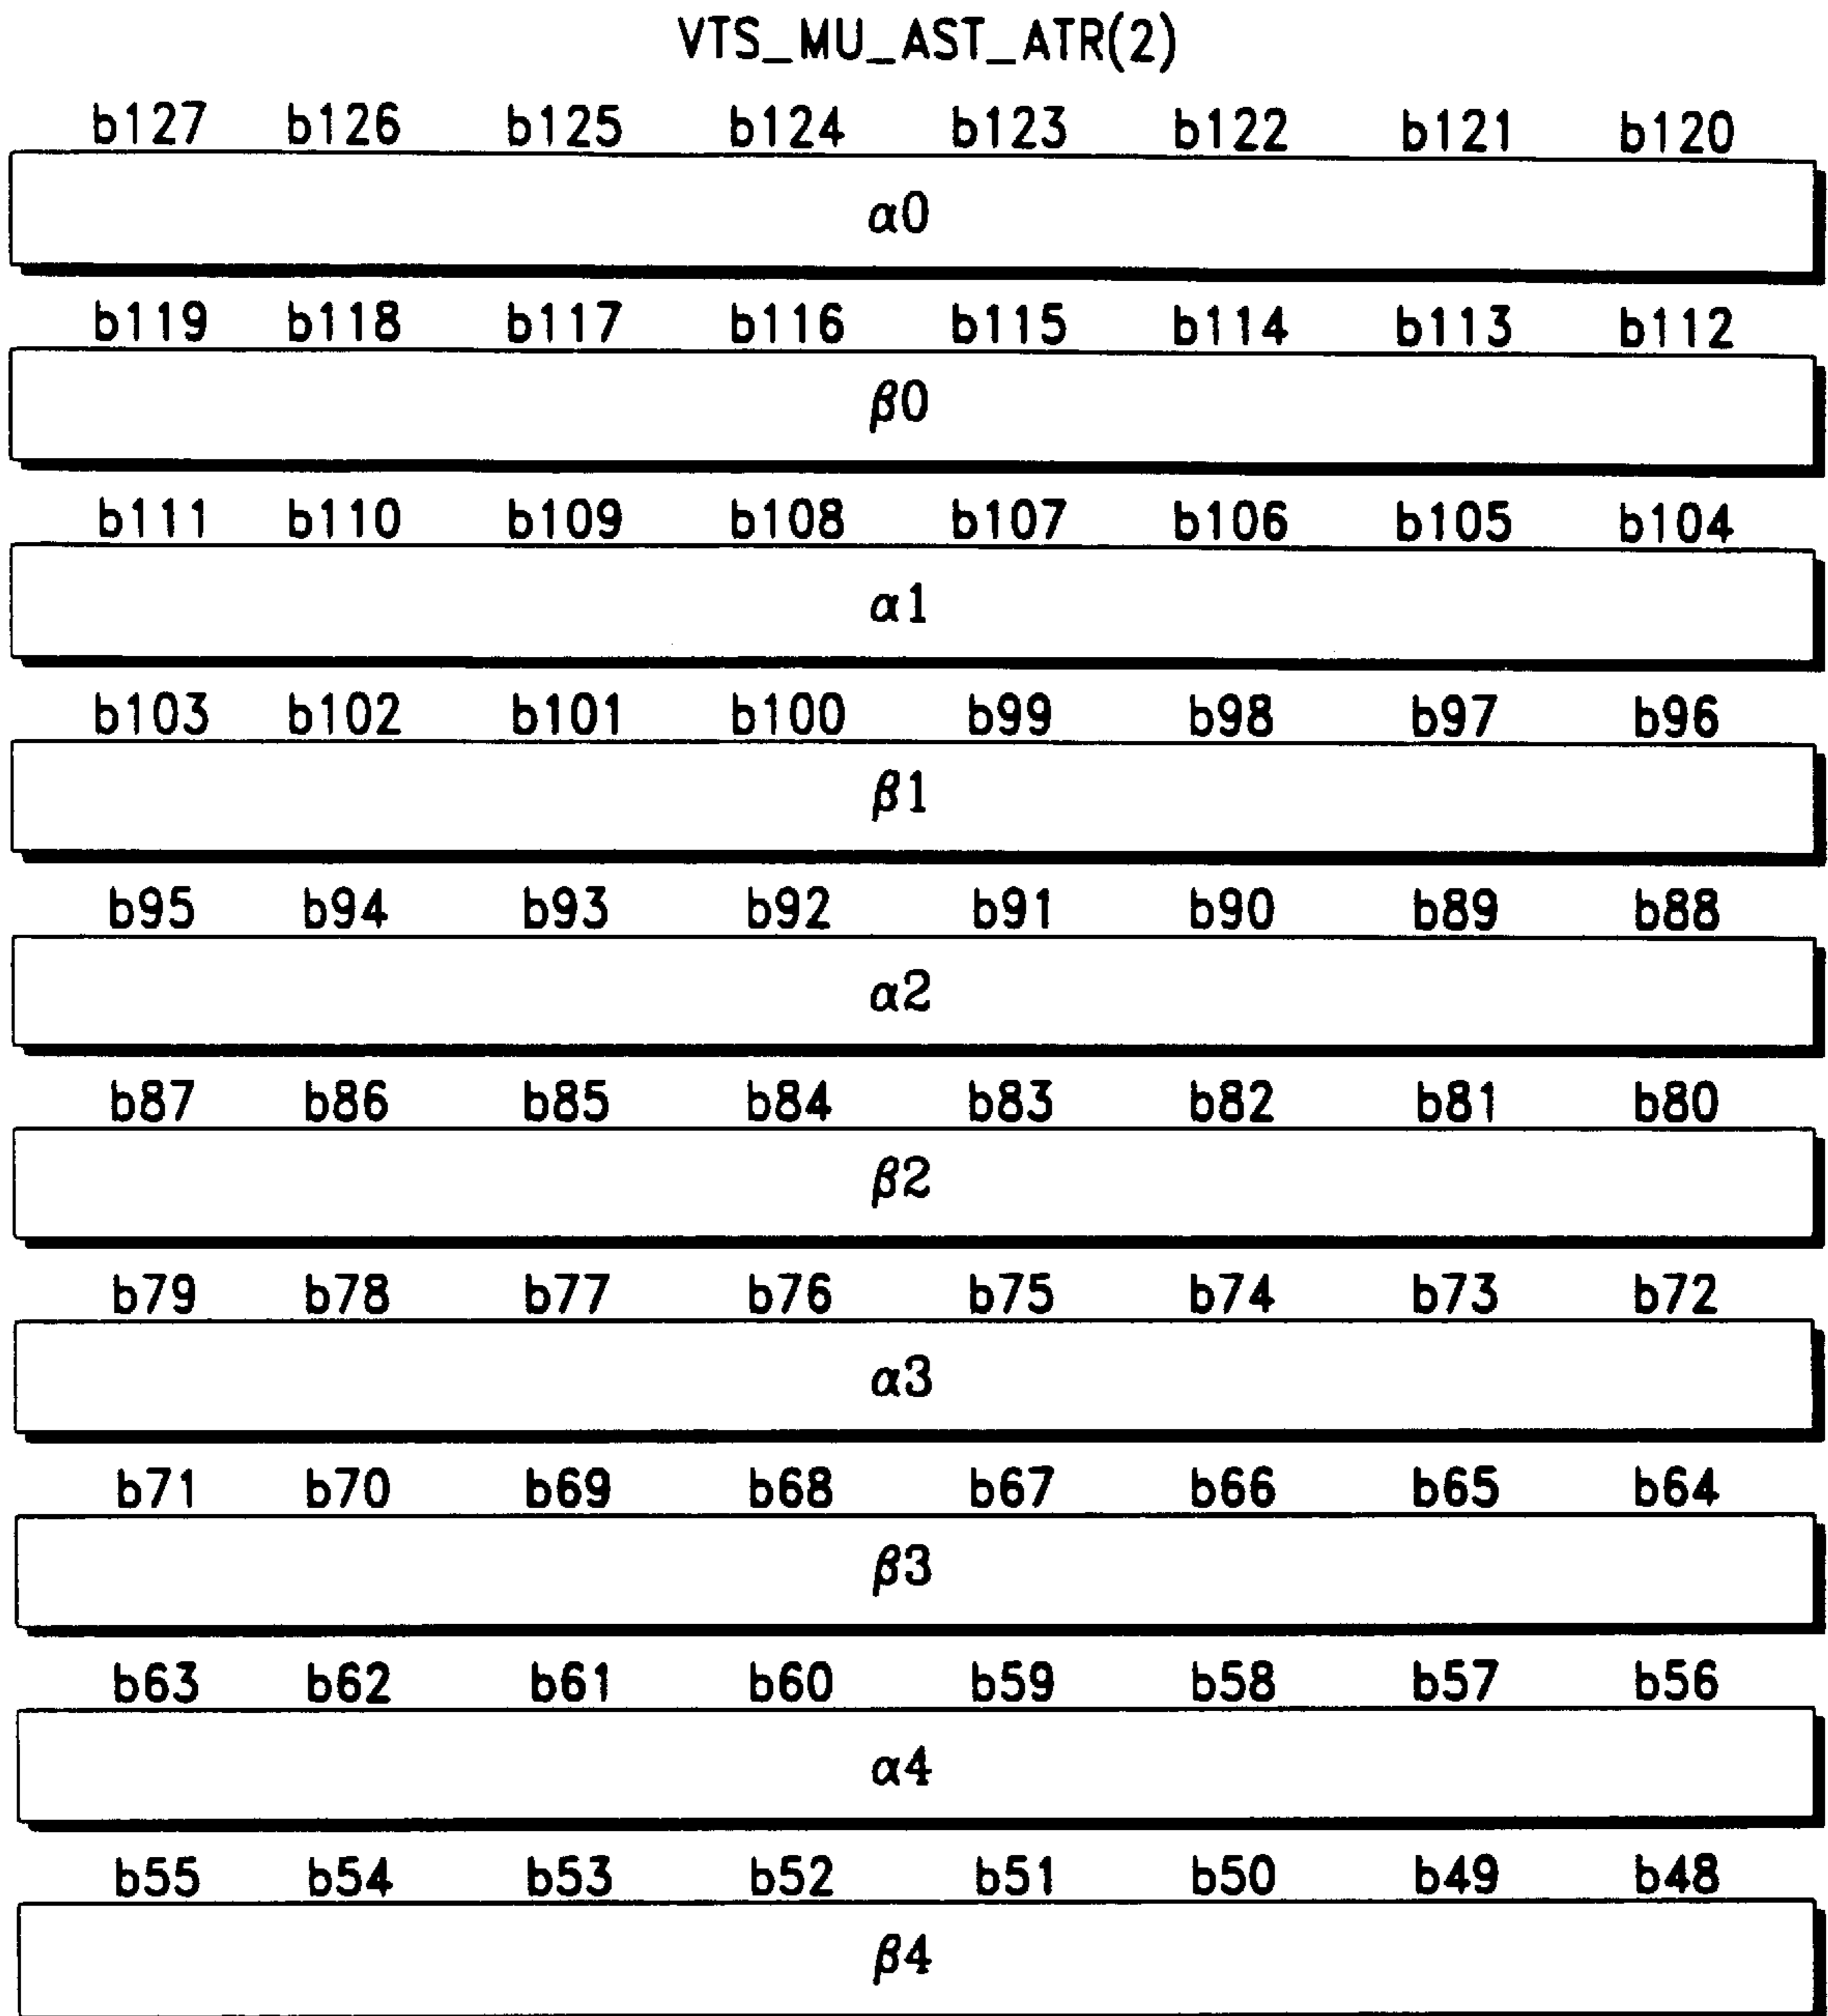 VTS_MU_AST_ATR(2)
b127 b126 b125 b124 b123 b122 b121 b120
α0
b119 b118 b117 b116 b115 b114 b113 b112
β0
b111 b110 b109 b108 b107 b106 b105 b104
α1
b103 b102 b101 b100 b99 b98 b97 b96
β1
b95 b94 b93 b92 b91 b90 b89 b88
α2
b87 b86 b85 b84 b83 b82 b81 b80
β2
b79 b78 b77 b76 b75 b74 b73 b72
α3
b71 b70 b69 b68 b67 b66 b65 b64
β3
b63 b62 b61 b60 b59 b58 b57 b56
α4
b55 b54 b53 b52 b51 b50 b49 b48
β4